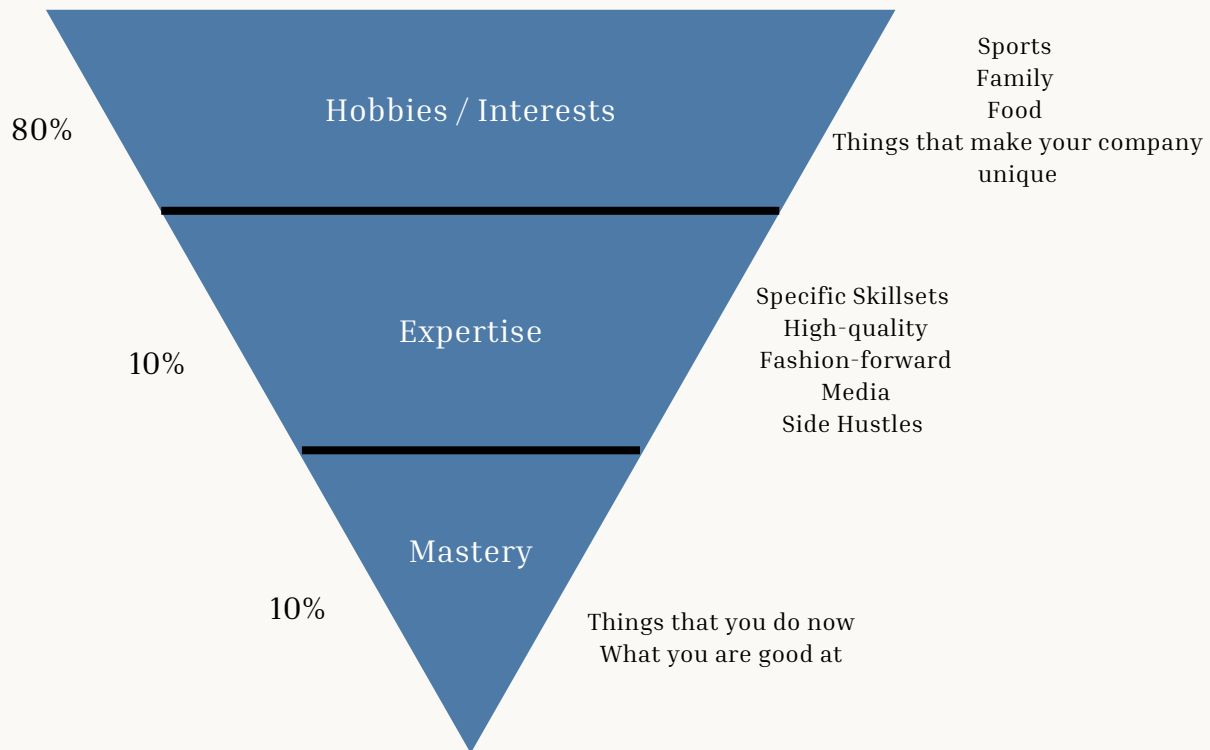 80%
Hobbies / Interests
Sports
Family
Food
Things that make your company
unique
10%
Expertise
Specific Skillsets
High-quality
Fashion-forward
Media
Side Hustles
10%
Mastery
Things that you do now
What you are good at